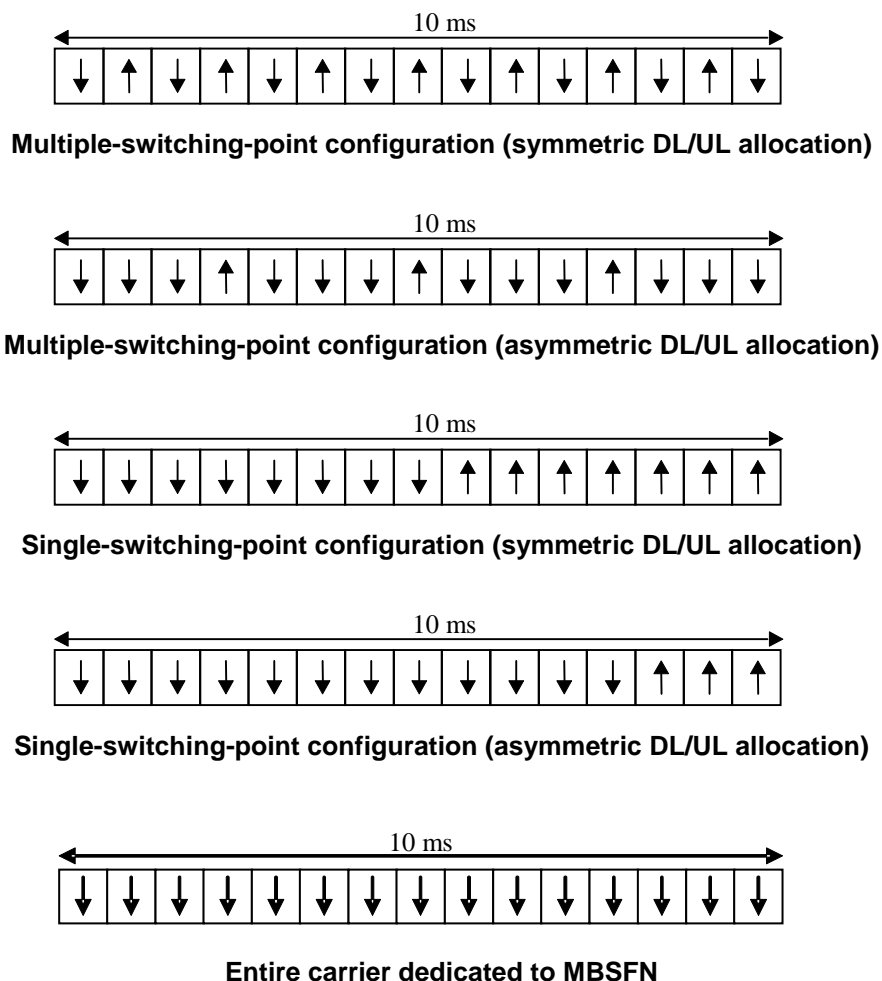 10 ms
Multiple-switching-point configuration (symmetric DL/UL allocation)
10 ms
Multiple-switching-point configuration (asymmetric DL/UL allocation)
10 ms
Single-switching-point configuration (symmetric DL/UL allocation)
10 ms
Single-switching-point configuration (asymmetric DL/UL allocation)
10 ms
Entire carrier dedicated to MBSFN